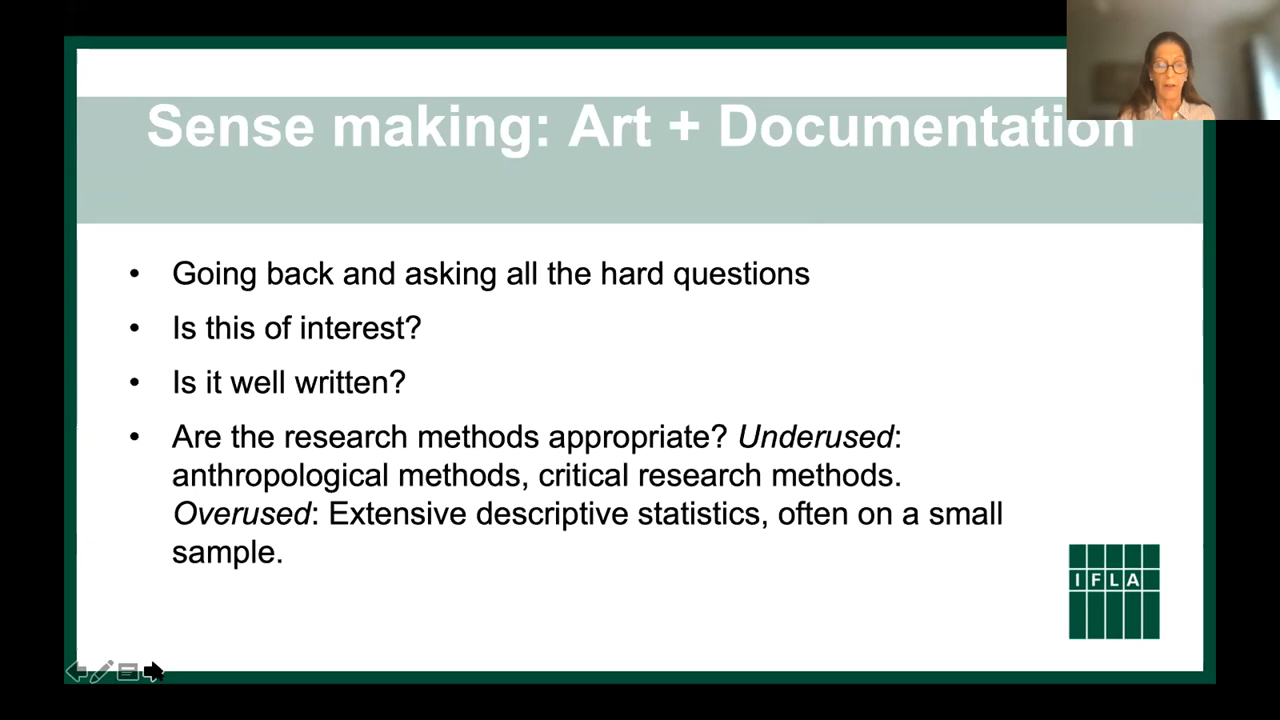 Sense making: Art + Documentation
• Going back and asking all the hard questions
• Is this of interest?
• Is it well written?
• Are the research methods appropriate? Underused:
anthropological methods, critical research methods.
Overused: Extensive descriptive statistics, often on a small
sample.
IFLA